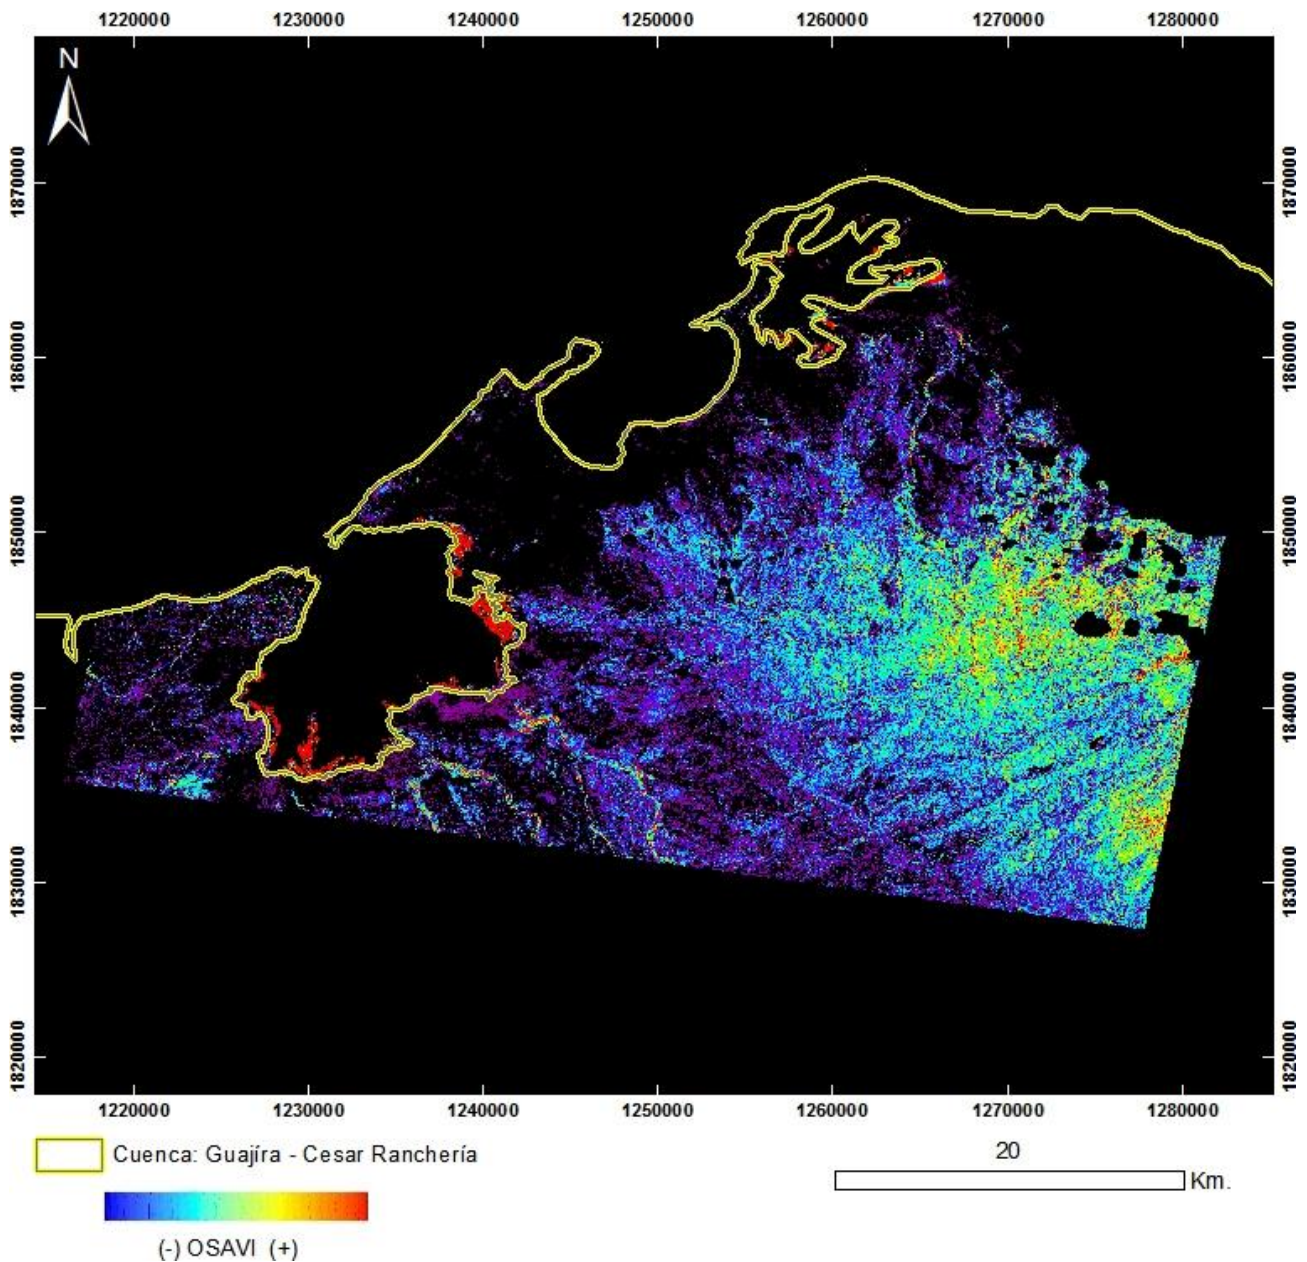 1220000 1230000 1240000 1250000 1260000 1270000 1280000
N
1870000 1870000
1860000 1860000
1850000 1850000
1840000 1840000
1830000 1830000
1820000 1820000
1220000 1230000 1240000 1250000 1260000 1270000 1280000
Cuenca: Guajíra - Cesar Ranchería
20
Km.
(-) OSAVI (+)